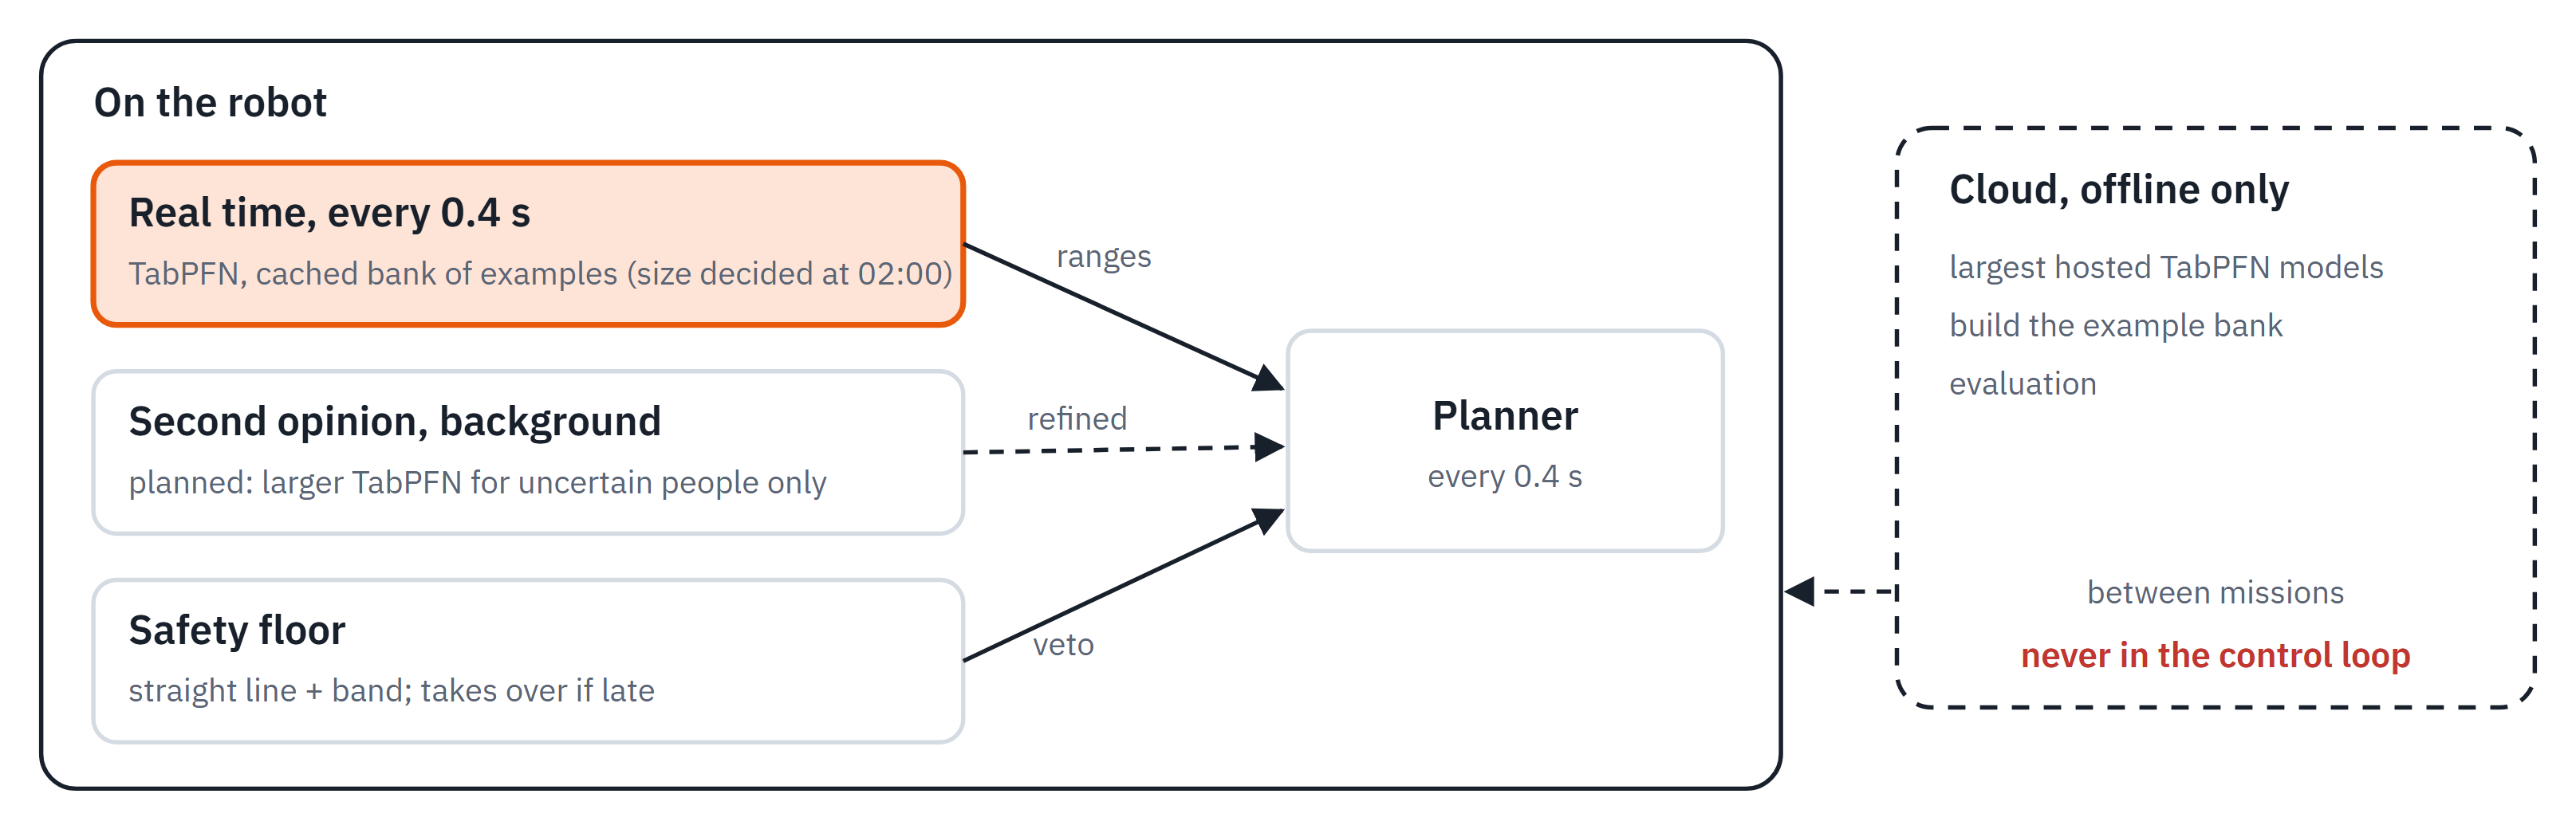 On the robot
Real time, every 0.4 s
TabPFN, cached bank of examples (size decided at 02:00)
ranges
Second opinion, background
planned: larger TabPFN for uncertain people only
refined
Safety floor
straight line + band; takes over if late
veto
Planner
every 0.4 s
Cloud, offline only
largest hosted TabPFN models
build the example bank
evaluation
between missions
never in the control loop